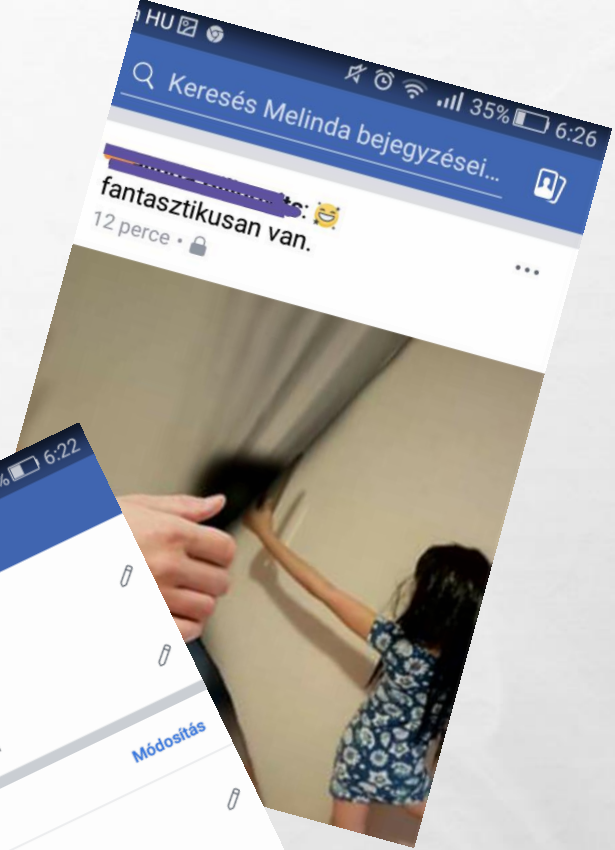 HU 35% 6:26
Keresés Melinda bejegyzései...
fantasztikusan van.
12 perce •
% 6:22
Módosítás